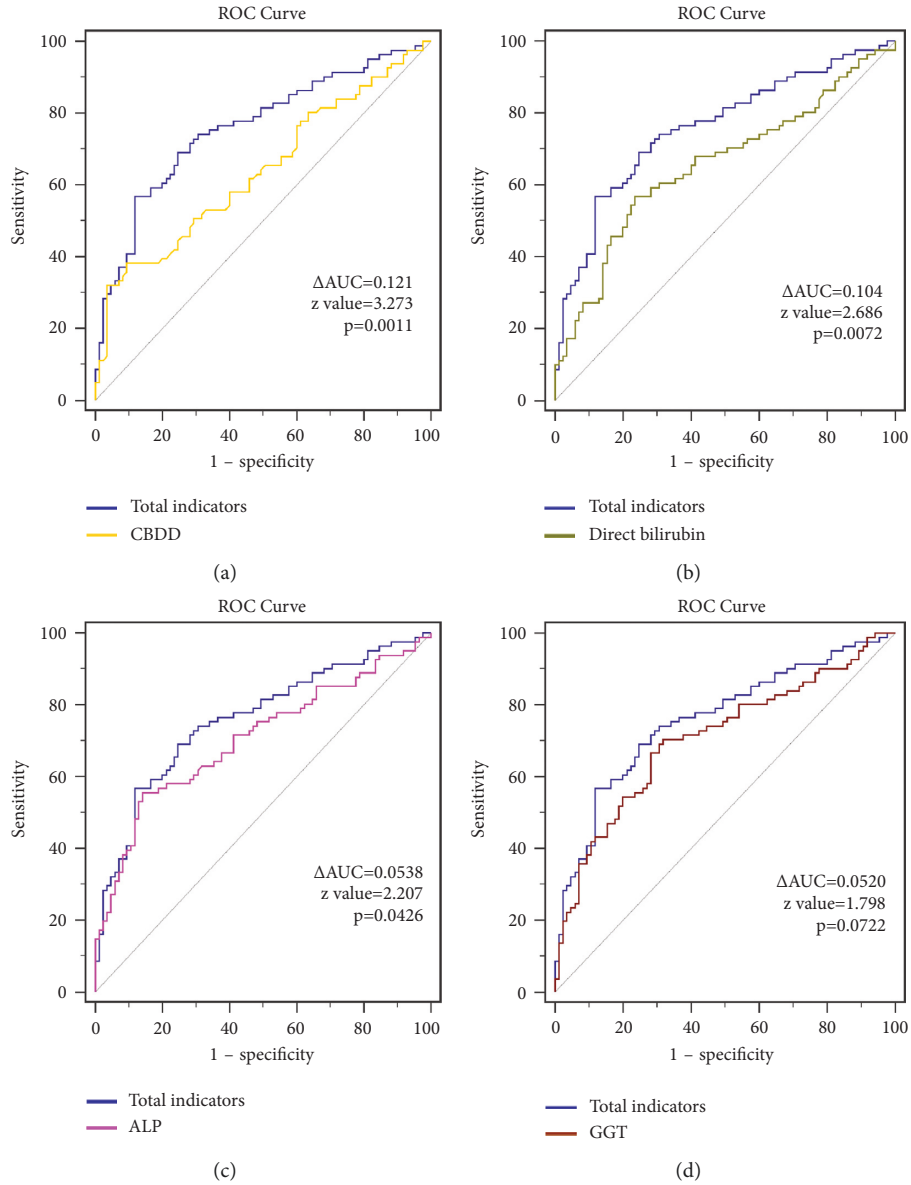 ROC Curve
100
80
60
40
20
0
Sensitivity
ΔAUC=0.121
z value=3.273
p=0.0011
0 20 40 60 80 100
1 – specificity
Total indicators
CBDD
(a)
ROC Curve
100
80
60
40
20
0
Sensitivity
ΔAUC=0.104
z value=2.686
p=0.0072
0 20 40 60 80 100
1 – specificity
Total indicators
Direct bilirubin
(b)
ROC Curve
100
80
60
40
20
0
Sensitivity
ΔAUC=0.0538
z value=2.207
p=0.0426
0 20 40 60 80 100
1 – specificity
Total indicators
ALP
(c)
ROC Curve
100
80
60
40
20
0
Sensitivity
ΔAUC=0.0520
z value=1.798
p=0.0722
0 20 40 60 80 100
1 – specificity
Total indicators
GGT
(d)